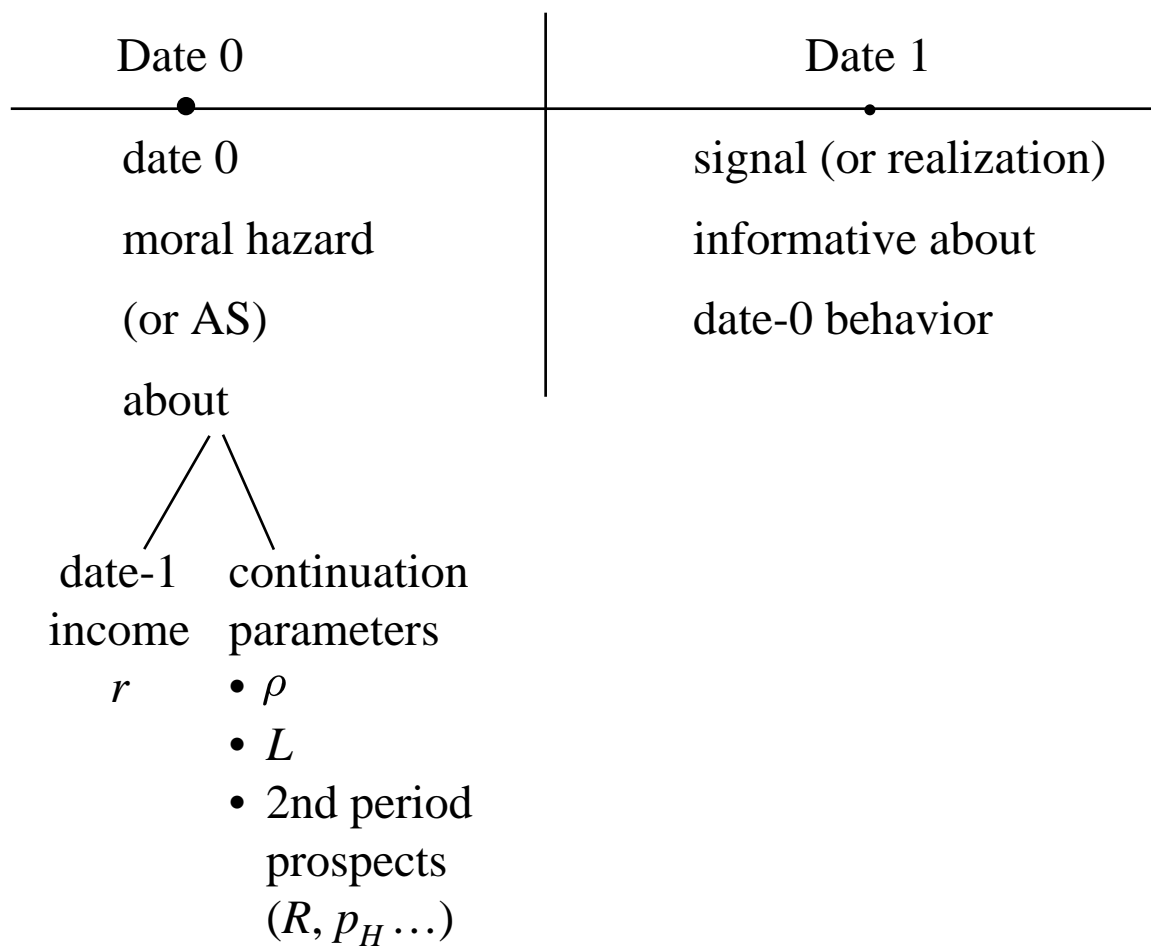 Date 0
Date 1
date 0
moral hazard
(or AS)
about
signal (or realization)
informative about
date-0 behavior
date-1
income
r
continuation
parameters
• ρ
• L
• 2nd period
prospects
(R, p_H …)